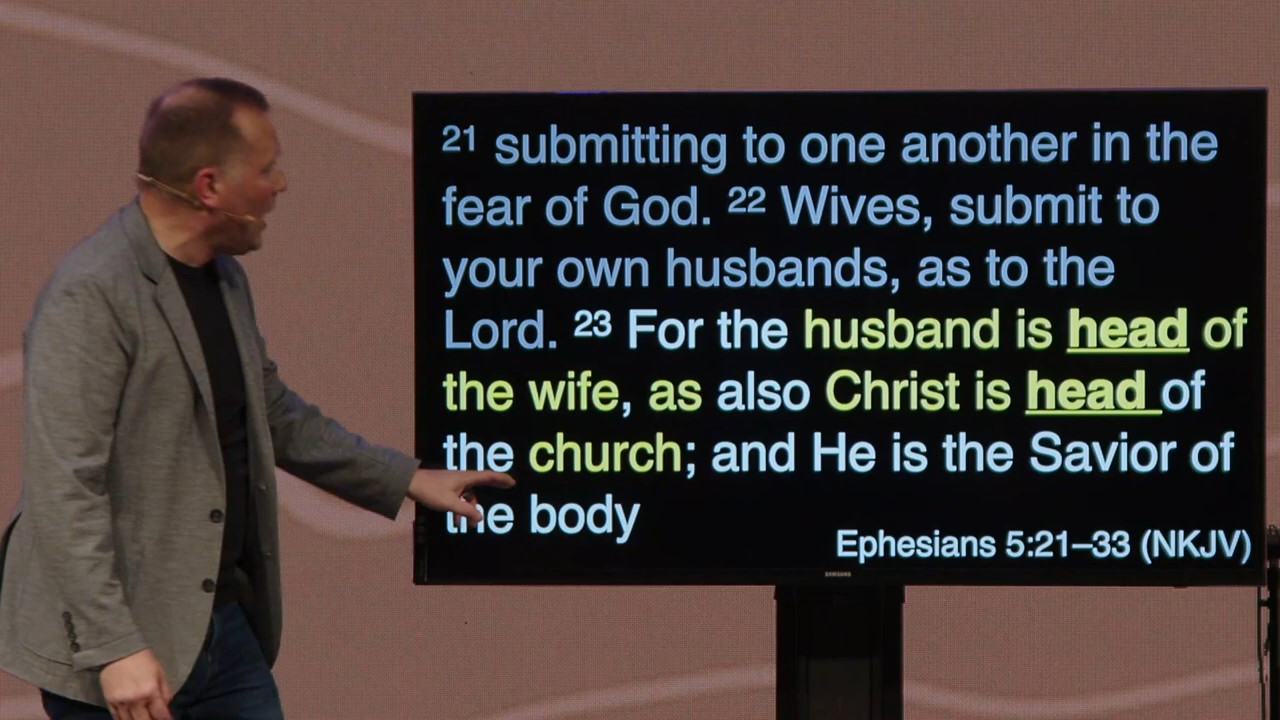 21 submitting to one another in the
fear of God. 22 Wives, submit to
your own husbands, as to the
Lord. 23 For the husband is head of
the wife, as also Christ is head of
the church; and He is the Savior of
the body
Ephesians 5:21–33 (NKJV)
SAMSUNG